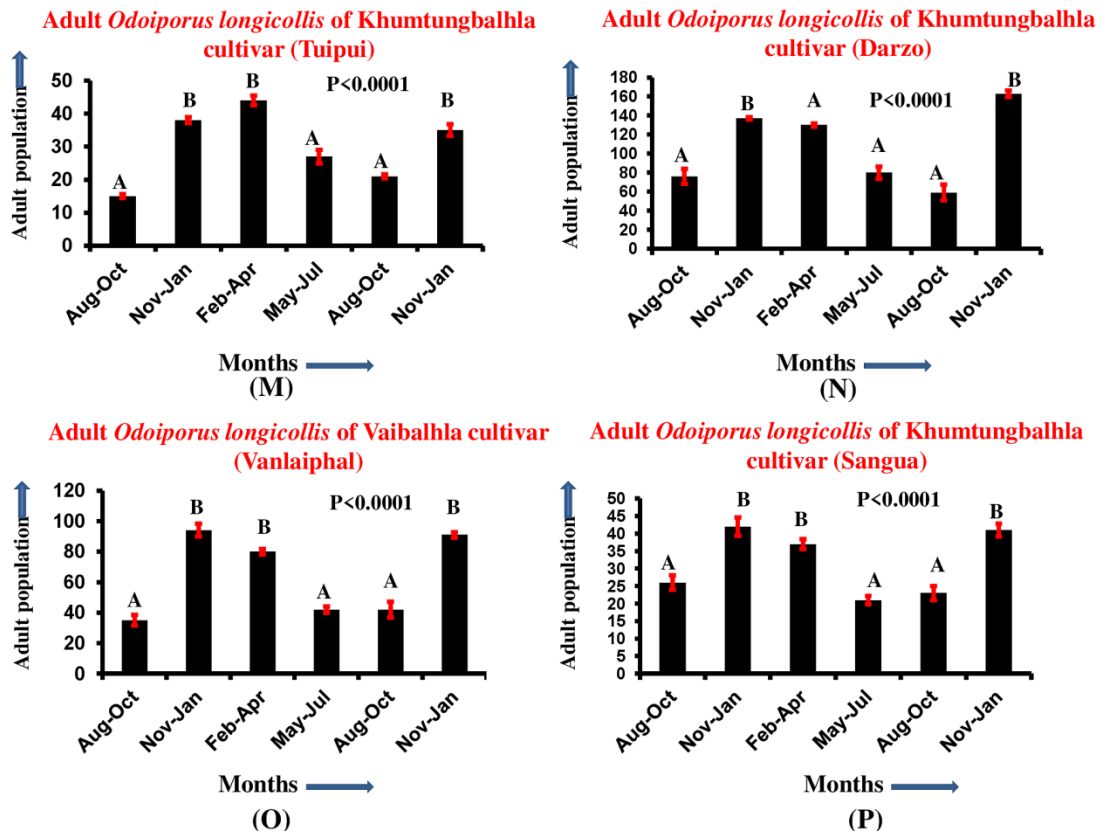 Adult Odoiporus longicollis of Khumtungbalhla
cultivar (Tuipui)
Adult population
50
40
30
20
10
0
A
B
B
P<0.0001
A
A
B
Aug-Oct
Nov-Jan
Feb-Apr
May-Jul
Aug-Oct
Nov-Jan
Months
(M)
Adult Odoiporus longicollis of Khumtungbalhla
cultivar (Darzo)
Adult population
180
160
140
120
100
80
60
40
20
0
A
B
A
P<0.0001
A
A
B
Aug-Oct
Nov-Jan
Feb-Apr
May-Jul
Aug-Oct
Nov-Jan
Months
(N)
Adult Odoiporus longicollis of Vaibalhla cultivar
(Vanlaiphal)
Adult population
120
100
80
60
40
20
0
A
B
B
P<0.0001
A
A
B
Aug-Oct
Nov-Jan
Feb-Apr
May-Jul
Aug-Oct
Nov-Jan
Months
(O)
Adult Odoiporus longicollis of Khumtungbalhla
cultivar (Sangua)
Adult population
50
45
40
35
30
25
20
15
10
5
0
A
B
B
P<0.0001
A
A
B
Aug-Oct
Nov-Jan
Feb-Apr
May-Jul
Aug-Oct
Nov-Jan
Months
(P)